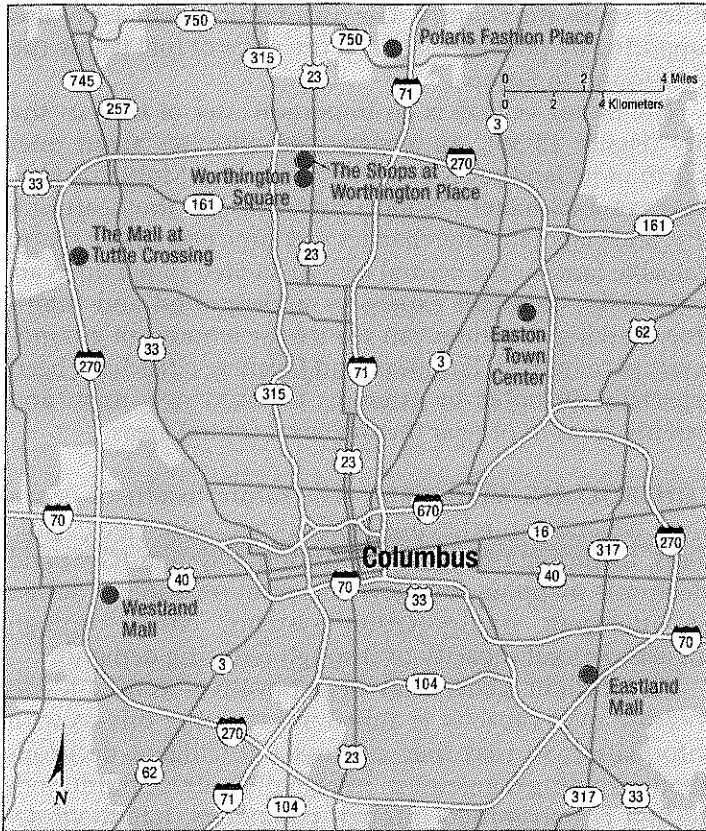 750
750
Polaris Fashion Place
745
315
23
71
257
0 2 4 Miles
0 2 4 Kilometers
3
33
Worthington
Square
The Shops at
Worthington Place
270
161
161
The Mall at
Tuttle Crossing
23
Easton
Town
Center
62
33
270
71
3
315
23
70
670
16
317
270
Columbus
40
70
33
40
Westland
Mall
3
70
104
Eastland
Mall
270
23
62
71
104
317
33
N